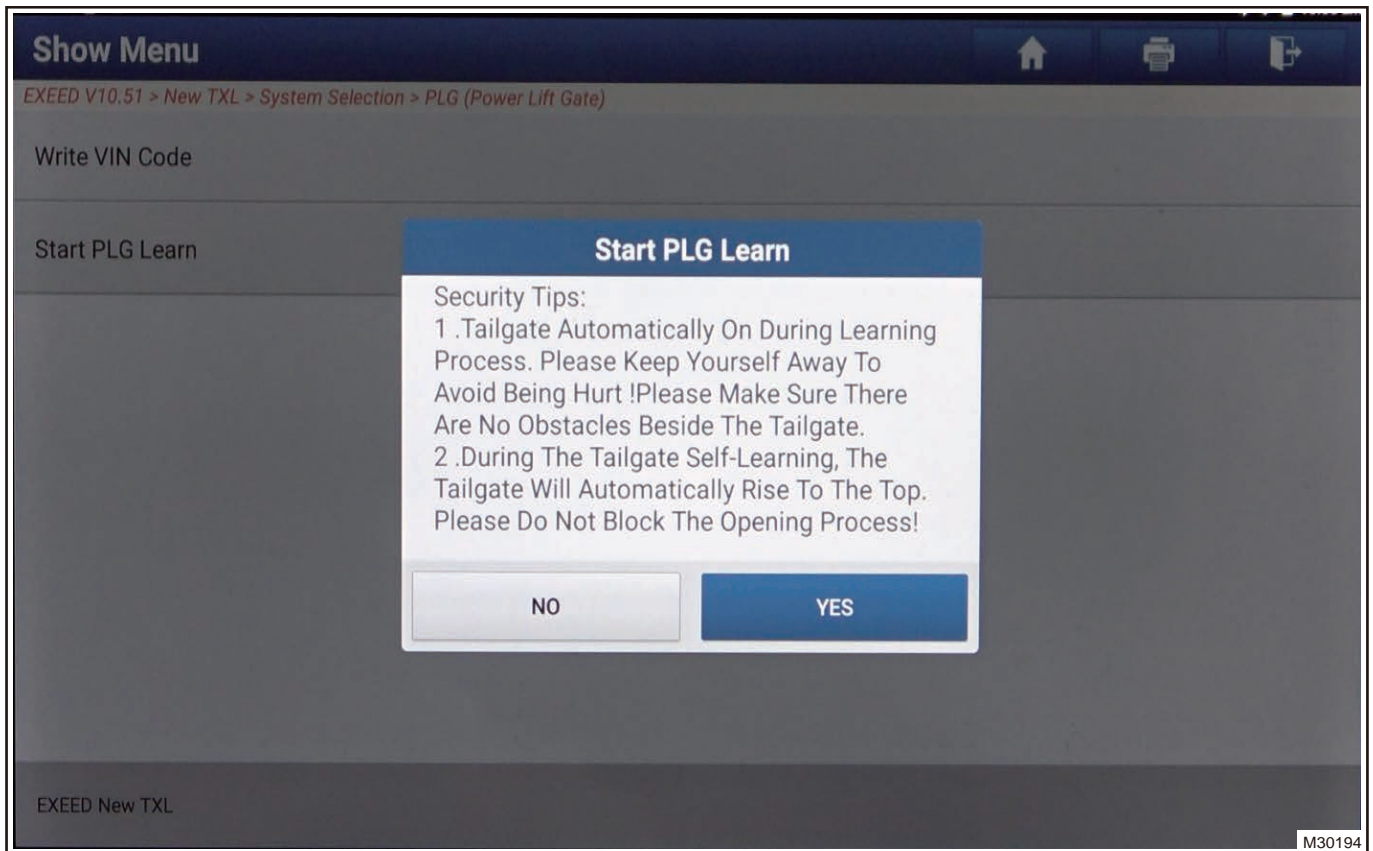 Show Menu
EXEED V10.51 > New TXL > System Selection > PLG (Power Lift Gate)
Write VIN Code
Start PLG Learn
Start PLG Learn
Security Tips:
1 .Tailgate Automatically On During Learning
Process. Please Keep Yourself Away To
Avoid Being Hurt !Please Make Sure There
Are No Obstacles Beside The Tailgate.
2 .During The Tailgate Self-Learning, The
Tailgate Will Automatically Rise To The Top.
Please Do Not Block The Opening Process!
NO
YES
EXEED New TXL
M30194